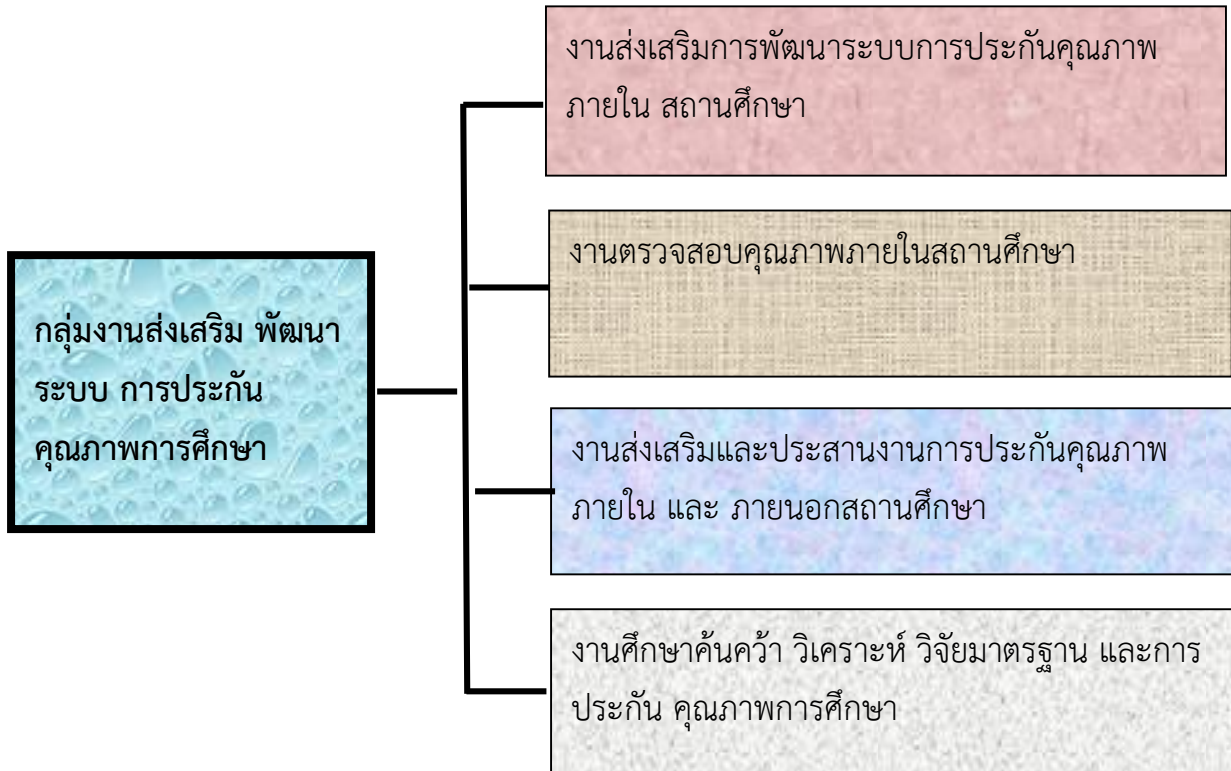 งานส่งเสริมการพัฒนาระบบการประกันคุณภาพ
ภายใน สถานศึกษา
งานตรวจสอบคุณภาพภายในสถานศึกษา
กลุ่มงานส่งเสริม พัฒนา
ระบบ การประกัน
คุณภาพการศึกษา
งานส่งเสริมและประสานงานการประกันคุณภาพ
ภายใน และ ภายนอกสถานศึกษา
งานศึกษาค้นคว้า วิเคราะห์ วิจัยมาตรฐาน และการ
ประกัน คุณภาพการศึกษา